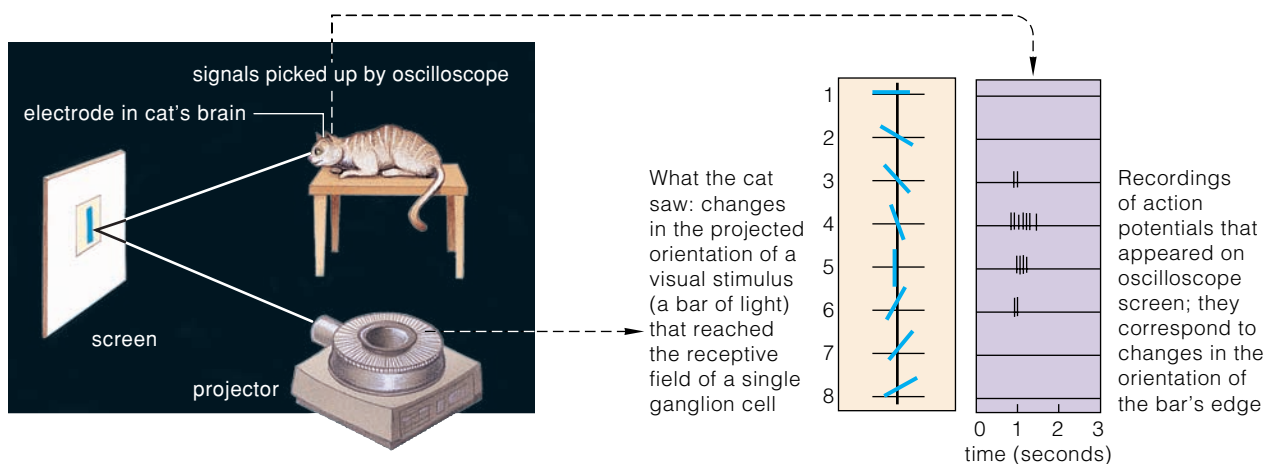 signals picked up by oscilloscope
electrode in cat's brain
screen
projector
What the cat
saw: changes
in the projected
orientation of a
visual stimulus
(a bar of light)
that reached
the receptive
field of a single
ganglion cell
1
2
3
4
5
6
7
8
0 1 2 3
time (seconds)
Recordings
of action
potentials that
appeared on
oscilloscope
screen; they
correspond to
changes in the
orientation of
the bar's edge